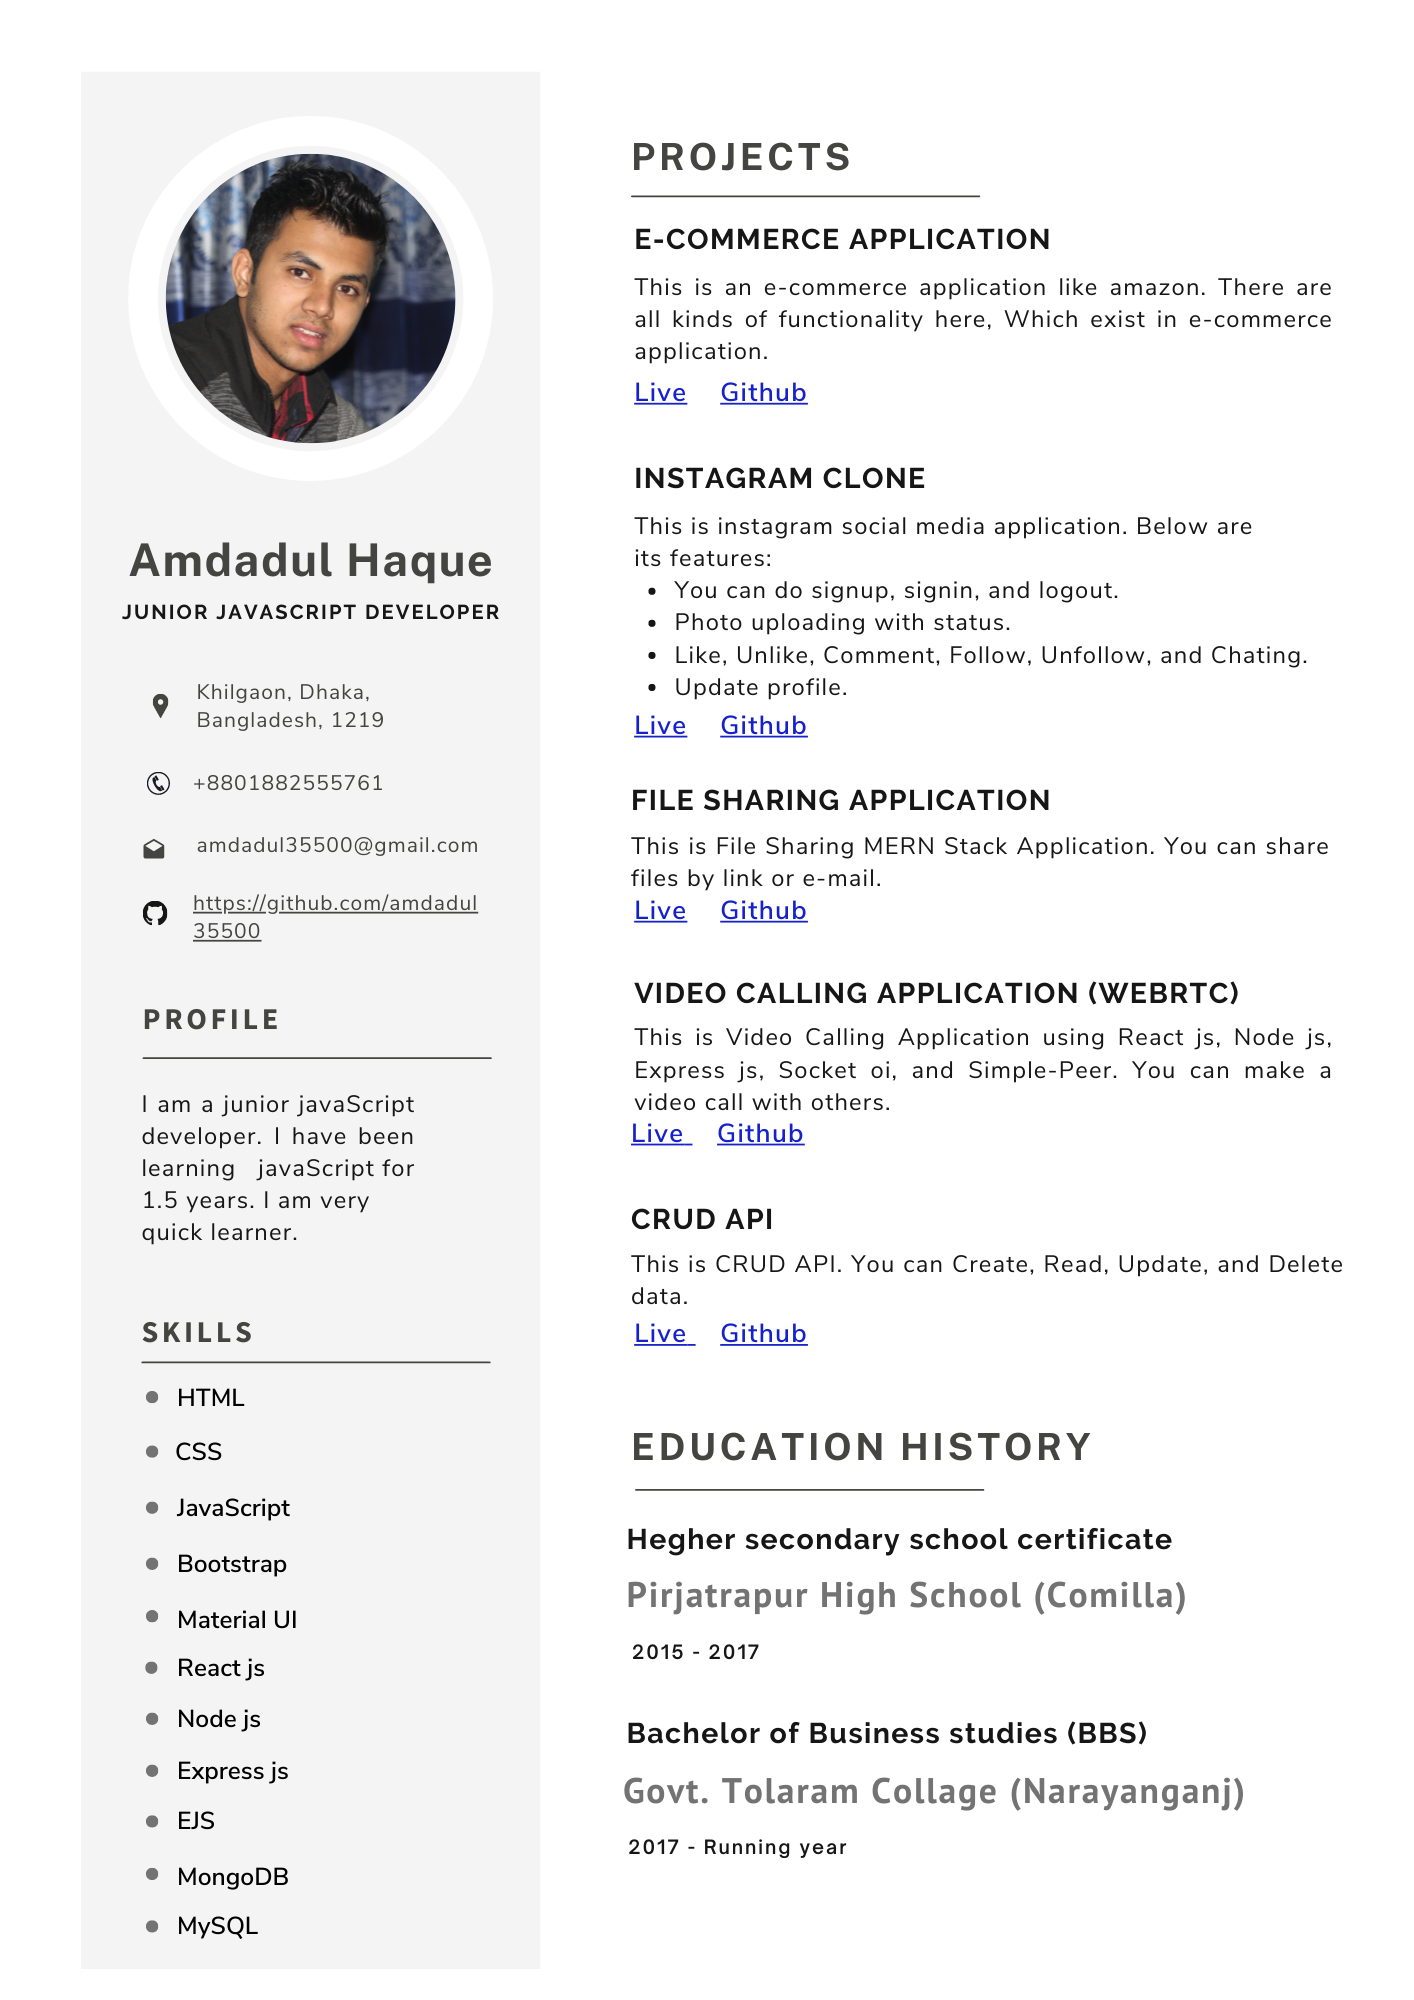 Amdadul Haque
JUNIOR JAVASCRIPT DEVELOPER
Khilgaon, Dhaka,
Bangladesh, 1219
+8801882555761
amdadul35500@gmail.com
https://github.com/amdadul
35500
PROFILE
I am a junior javaScript
developer. I have been
learning javaScript for
1.5 years. I am very
quick learner.
SKILLS
HTML
CSS
JavaScript
Bootstrap
Material UI
React js
Node js
Express js
EJS
MongoDB
MySQL
PROJECTS
E-COMMERCE APPLICATION
This is an e-commerce application like amazon. There are
all kinds of functionality here, Which exist in e-commerce
application.
Live Github
INSTAGRAM CLONE
This is instagram social media application. Below are
its features:
• You can do signup, signin, and logout.
• Photo uploading with status.
• Like, Unlike, Comment, Follow, Unfollow, and Chating.
• Update profile.
Live Github
FILE SHARING APPLICATION
This is File Sharing MERN Stack Application. You can share
files by link or e-mail.
Live Github
VIDEO CALLING APPLICATION (WEBRTC)
This is Video Calling Application using React js, Node js,
Express js, Socket oi, and Simple-Peer. You can make a
video call with others.
Live Github
CRUD API
This is CRUD API. You can Create, Read, Update, and Delete
data.
Live Github
EDUCATION HISTORY
Hegher secondary school certificate
Pirjatrapur High School (Comilla)
2015 - 2017
Bachelor of Business studies (BBS)
Govt. Tolaram Collage (Narayanganj)
2017 - Running year